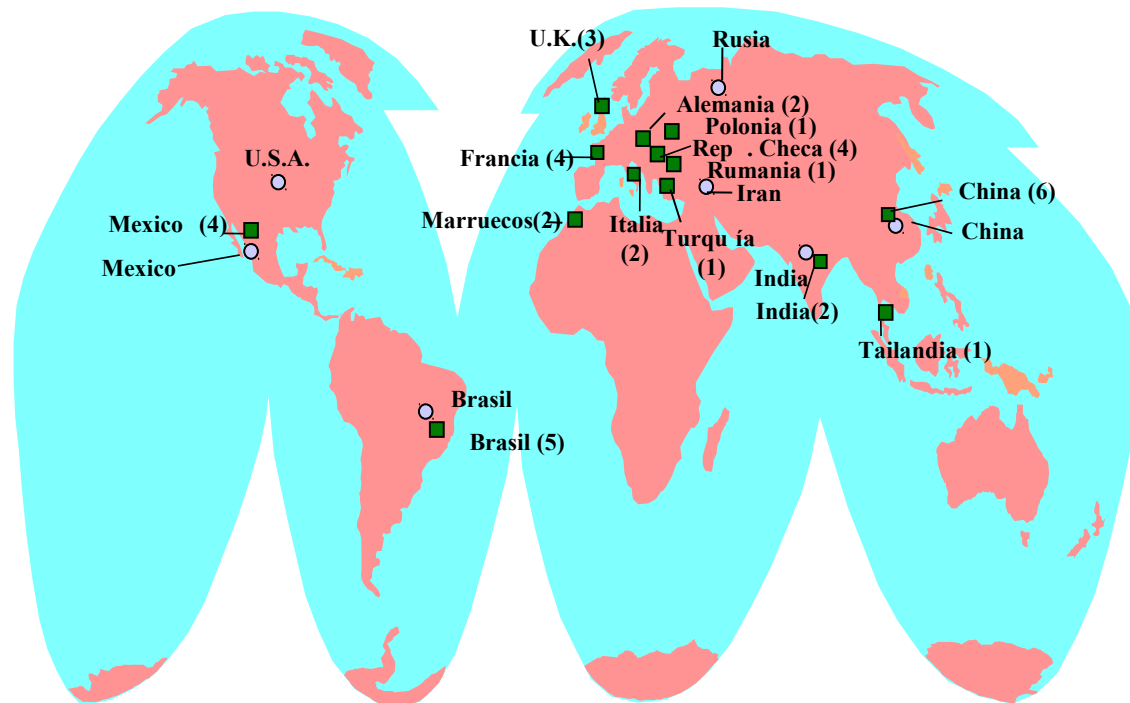 U.K.(3)
Rusia
Alemania (2)
Polonia (1)
Rep . Checa (4)
Francia (4)
U.S.A.
Rumania (1)
Iran
China (6)
Mexico (4)
Marruecos(2)
Italia
(2)
Turqu ía
(1)
China
Mexico
India
India(2)
Tailandia (1)
Brasil
Brasil (5)